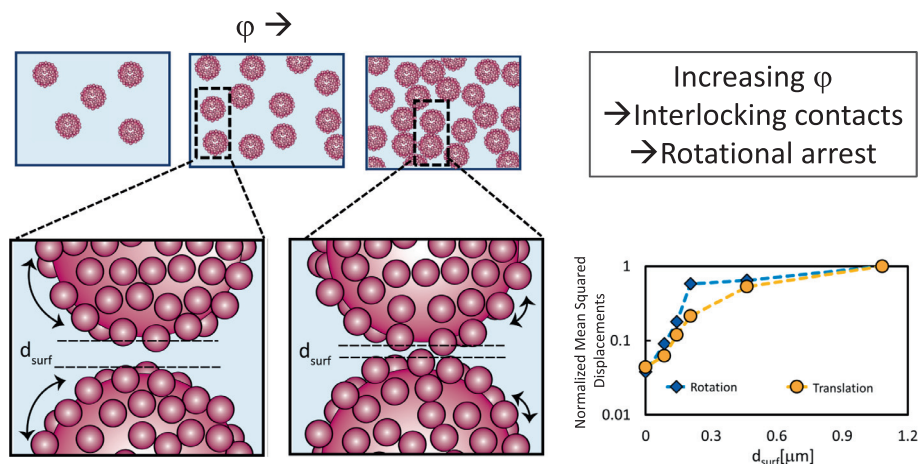 φ →
Increasing φ
→Interlocking contacts
→Rotational arrest
d_surf
d_surf
Normalized Mean Squared
Displacements
1
0.1
0.01
Rotation
Translation
0
0.3
0.6
0.9
1.2
d_surf[μm]